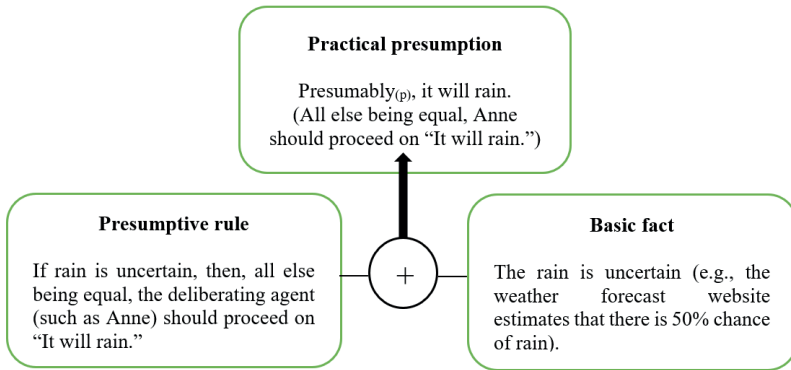 Practical presumption
Presumably(p), it will rain.
(All else being equal, Anne
should proceed on “It will rain.”)
Presumptive rule
If rain is uncertain, then, all else
being equal, the deliberating agent
(such as Anne) should proceed on
“It will rain.”
+
Basic fact
The rain is uncertain (e.g., the
weather forecast website
estimates that there is 50% chance
of rain).